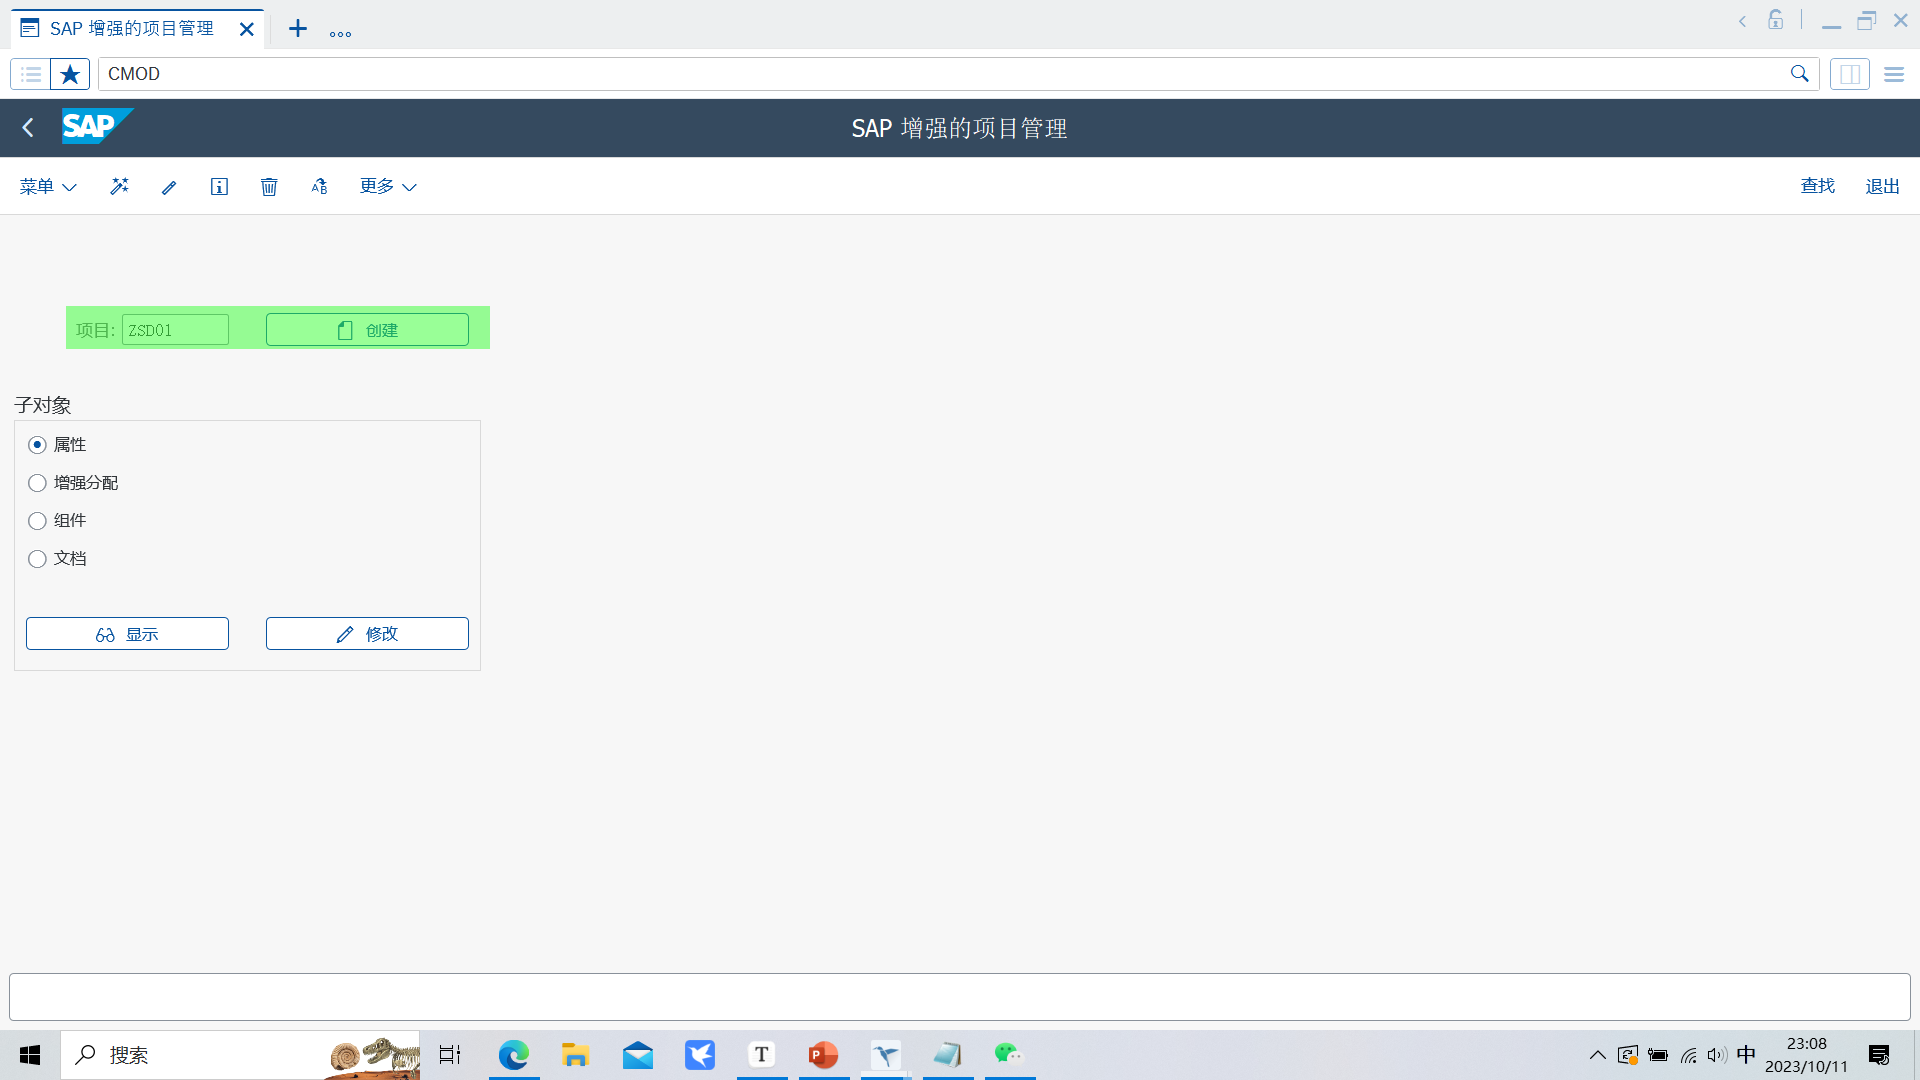 SAP 增强的项目管理
CMOD
SAP
SAP 增强的项目管理
菜单
更多
查找
退出
项目: ZSD01
创建
子对象
属性
增强分配
组件
文档
显示
修改
搜索
中
23:08
2023/10/11